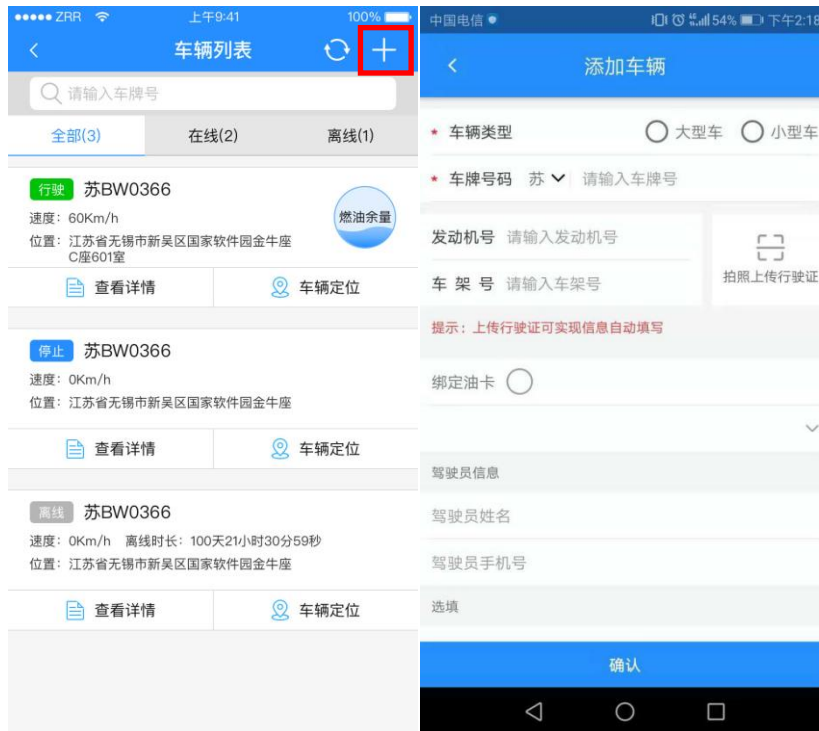 ZRR
上午9:41
100%
车辆列表
请输入车牌号
全部(3)
在线(2)
离线(1)
行驶 苏BW0366
速度：60Km/h
位置：江苏省无锡市新吴区国家软件园金牛座
C座601室
燃油余量
查看详情
车辆定位
停止 苏BW0366
速度：0Km/h
位置：江苏省无锡市新吴区国家软件园金牛座
查看详情
车辆定位
离线 苏BW0366
速度：0Km/h 离线时长：100天21小时30分59秒
位置：江苏省无锡市新吴区国家软件园金牛座
查看详情
车辆定位
中国电信
54%
下午2:18
添加车辆
* 车辆类型 大型车 小型车
* 车牌号码 苏 请输入车牌号
发动机号 请输入发动机号
车架号 请输入车架号
拍照上传行驶证
提示：上传行驶证可实现信息自动填写
绑定油卡
驾驶员信息
驾驶员姓名
驾驶员手机号
选填
确认